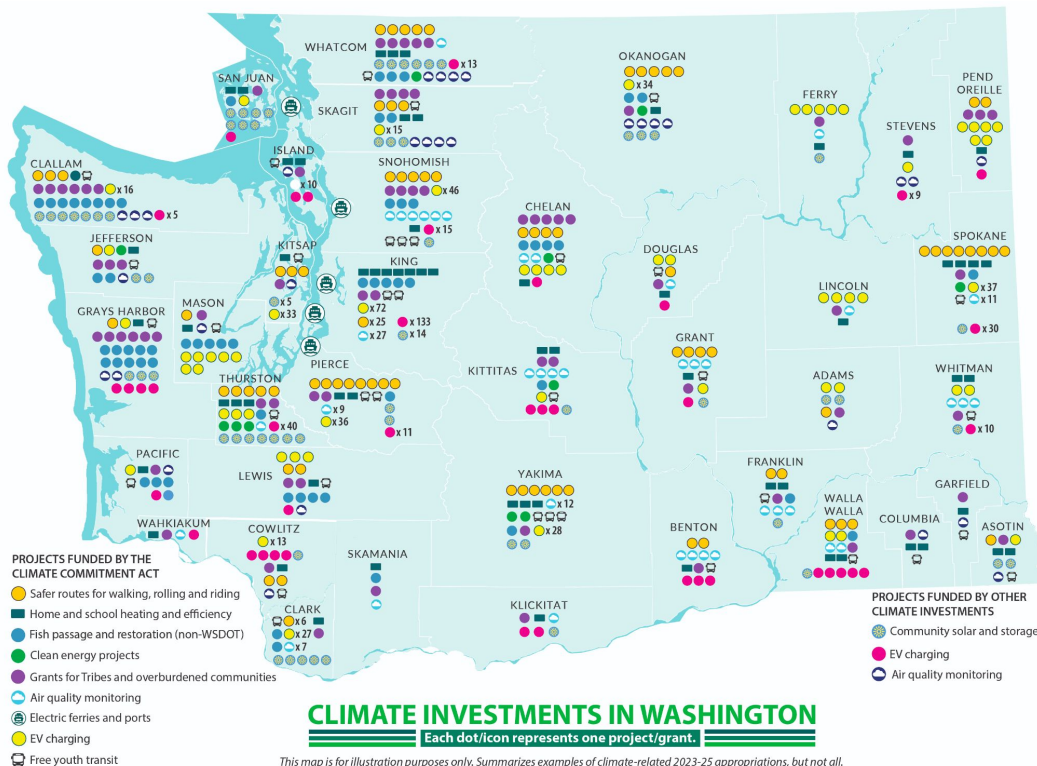 WHATCOM
x 13
SAN JUAN
SKAGIT
x 15
OKANOGAN
x 34
FERRY
PEND
OREILLE
STEVENS
x 9
CLALLAM
x 16
x 5
ISLAND
x 10
SNOHOMISH
x 46
x 15
CHELAN
JEFFERSON
KITSAP
x 5
x 33
KING
x 72
x 25
x 133
x 27
x 14
DOUGLAS
SPOKANE
x 37
x 11
x 30
LINCOLN
GRAYS HARBOR
MASON
THURSTON
x 40
PIERCE
x 9
x 36
x 11
KITTITAS
GRANT
ADAMS
WHITMAN
x 10
PACIFIC
LEWIS
YAKIMA
x 12
x 28
FRANKLIN
WALLA
WALLA
GARFIELD
COLUMBIA
ASOTIN
WAHKIAKUM
COWLITZ
x 13
SKAMANIA
BENTON
CLARK
x 6
x 27
x 7
KLICKITAT
PROJECTS FUNDED BY THE
CLIMATE COMMITMENT ACT
Safer routes for walking, rolling and riding
Home and school heating and efficiency
Fish passage and restoration (non-WSDOT)
Clean energy projects
Grants for Tribes and overburdened communities
Air quality monitoring
Electric ferries and ports
EV charging
Free youth transit
PROJECTS FUNDED BY OTHER
CLIMATE INVESTMENTS
Community solar and storage
EV charging
Air quality monitoring
CLIMATE INVESTMENTS IN WASHINGTON
Each dot/icon represents one project/grant.
This map is for illustration purposes only. Summarizes examples of climate-related 2023-25 appropriations, but not all.